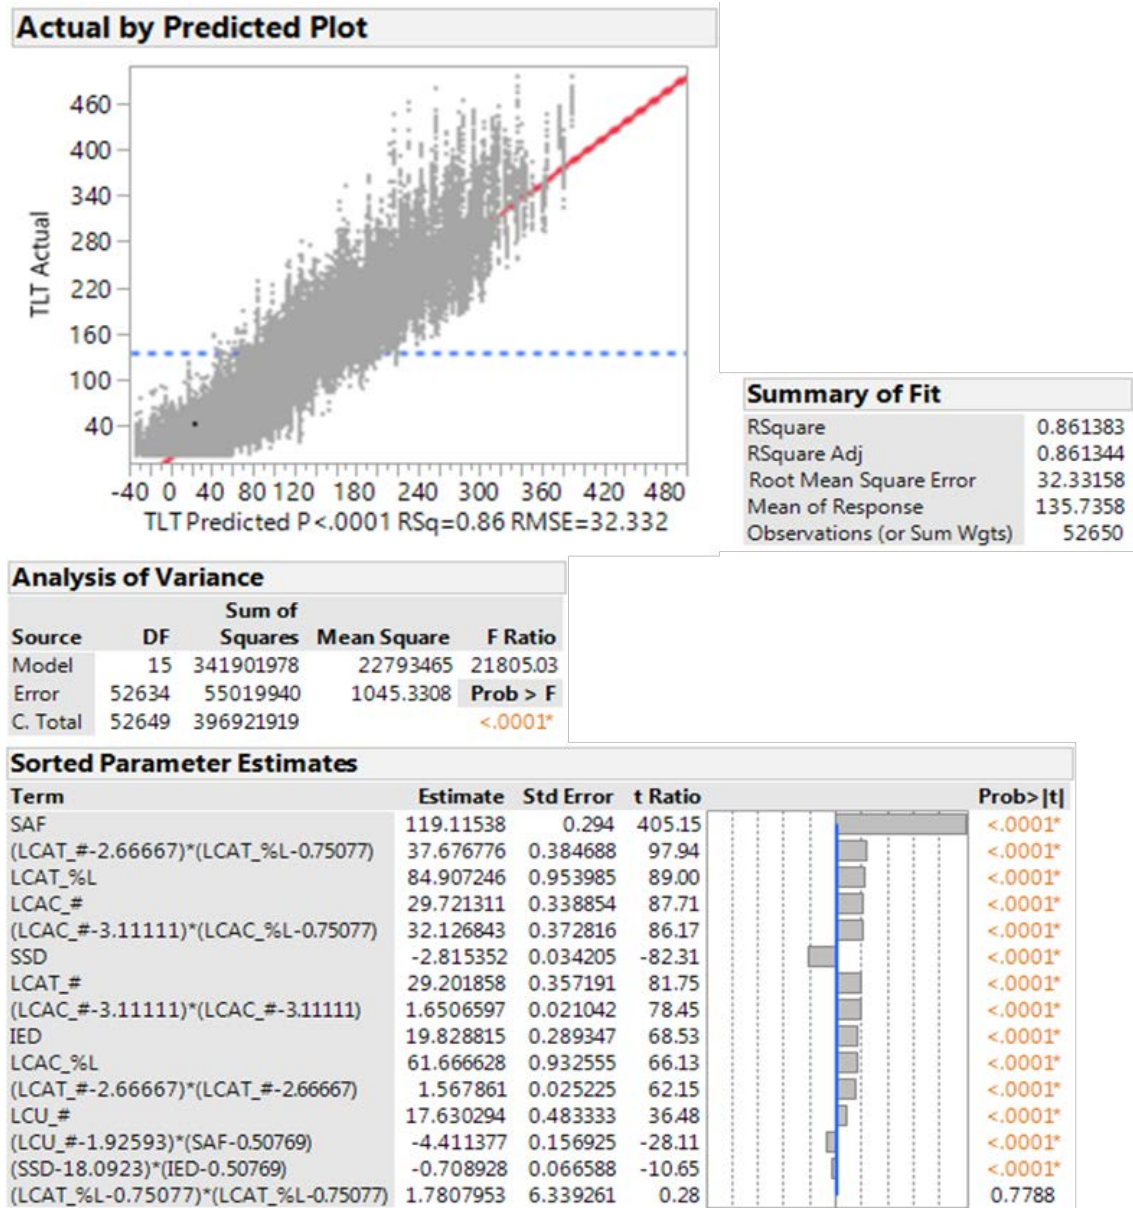 Actual by Predicted Plot
460
400
340
280
220
160
100
40
TLT Actual
-40 0 40 80 120 180 240 300 360 420 480
TLT Predicted P<.0001 RSq=0.86 RMSE=32.332
Summary of Fit
RSquare 0.861383
RSquare Adj 0.861344
Root Mean Square Error 32.33158
Mean of Response 135.7358
Observations (or Sum Wgts) 52650
Analysis of Variance
Sum of
Source DF Squares Mean Square F Ratio
Model 15 341901978 22793465 21805.03
Error 52634 55019940 1045.3308 Prob > F
C. Total 52649 396921919 <.0001*
Sorted Parameter Estimates
Term Estimate Std Error t Ratio Prob>|t|
SAF 119.11538 0.294 405.15 <.0001*
(LCAT_#-2.66667)*(LCAT_%L-0.75077) 37.676776 0.384688 97.94 <.0001*
LCAT_%L 84.907246 0.953985 89.00 <.0001*
LCAC_# 29.721311 0.338854 87.71 <.0001*
(LCAC_#-3.11111)*(LCAC_%L-0.75077) 32.126843 0.372816 86.17 <.0001*
SSD -2.815352 0.034205 -82.31 <.0001*
LCAT_# 29.201858 0.357191 81.75 <.0001*
(LCAC_#-3.11111)*(LCAC_#-3.11111) 1.6506597 0.021042 78.45 <.0001*
IED 19.828815 0.289347 68.53 <.0001*
LCAC_%L 61.666628 0.932555 66.13 <.0001*
(LCAT_#-2.66667)*(LCAT_#-2.66667) 1.567861 0.025225 62.15 <.0001*
LCU_# 17.630294 0.483333 36.48 <.0001*
(LCU_#-1.92593)*(SAF-0.50769) -4.411377 0.156925 -28.11 <.0001*
(SSD-18.0923)*(IED-0.50769) -0.708928 0.066588 -10.65 <.0001*
(LCAT_%L-0.75077)*(LCAT_%L-0.75077) 1.7807953 6.339261 0.28 0.7788